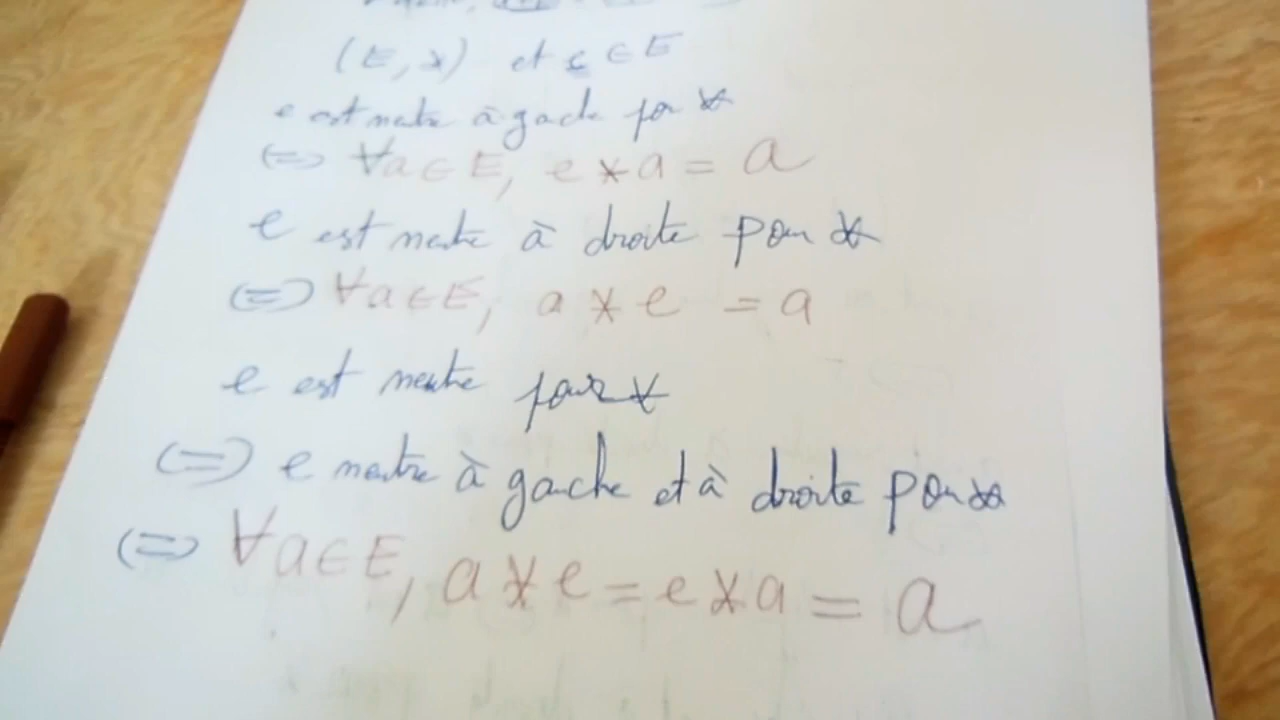 (E, *) et e ∈ E
e est neutre à gauche pour *
<=> ∀a∈E, e * a = a
e est neutre à droite pour *
<=> ∀a∈E, a * e = a
e est neutre pour *
<=> e neutre à gauche et à droite pour *
<=> ∀a∈E, a * e = e * a = a